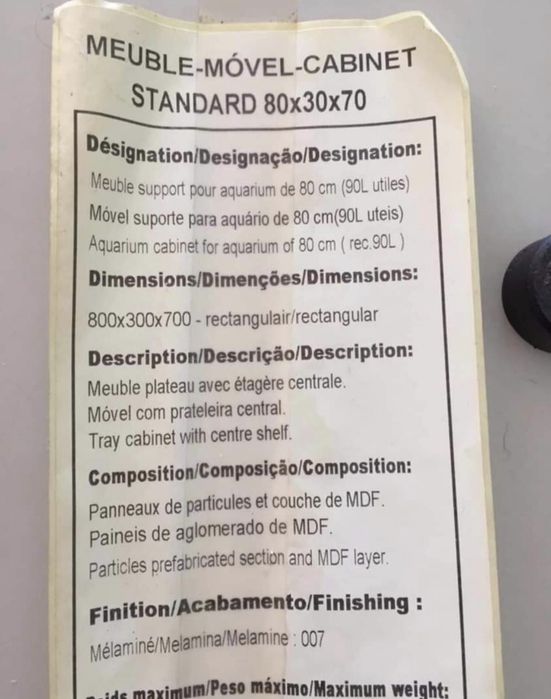 MEUBLE-MÓVEL-CABINET
STANDARD 80x30x70
Désignation/Designação/Designation:
Meuble support pour aquarium de 80 cm (90L utiles)
Móvel suporte para aquário de 80 cm(90L uteis)
Aquarium cabinet for aquarium of 80 cm ( rec.90L )
Dimensions/Dimenções/Dimensions:
800x300x700 - rectangulair/rectangular
Description/Descrição/Description:
Meuble plateau avec étagère centrale.
Móvel com prateleira central.
Tray cabinet with centre shelf.
Composition/Composição/Composition:
Panneaux de particules et couche de MDF.
Paineis de aglomerado de MDF.
Particles prefabricated section and MDF layer.
Finition/Acabamento/Finishing :
Mélaminé/Melamina/Melamine : 007
maximum/Peso máximo/Maximum weight: